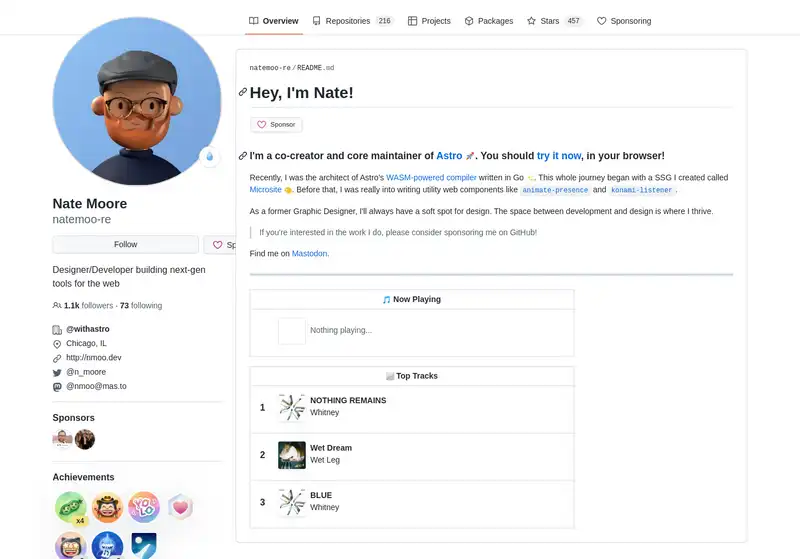 Overview
Repositories 216
Projects
Packages
Stars 457
Sponsoring
Nate Moore
natemoo-re
Follow
Sp
Designer/Developer building next-gen
tools for the web
1.1k followers · 73 following
@withastro
Chicago, IL
http://nmoo.dev
@n_moore
@nmoo@mas.to
Sponsors
Achievements
x4
YOLO
natemoo-re/README.md
Hey, I'm Nate!
Sponsor
I'm a co-creator and core maintainer of Astro 🚀. You should try it now, in your browser!
Recently, I was the architect of Astro's WASM-powered compiler written in Go. This whole journey began with a SSG I created called
Microsite. Before that, I was really into writing utility web components like animate-presence and konami-listener.
As a former Graphic Designer, I'll always have a soft spot for design. The space between development and design is where I thrive.
If you're interested in the work I do, please consider sponsoring me on GitHub!
Find me on Mastodon.
🎵 Now Playing
Nothing playing...
📈 Top Tracks
1
NOTHING REMAINS
Whitney
2
Wet Dream
Wet Leg
3
BLUE
Whitney